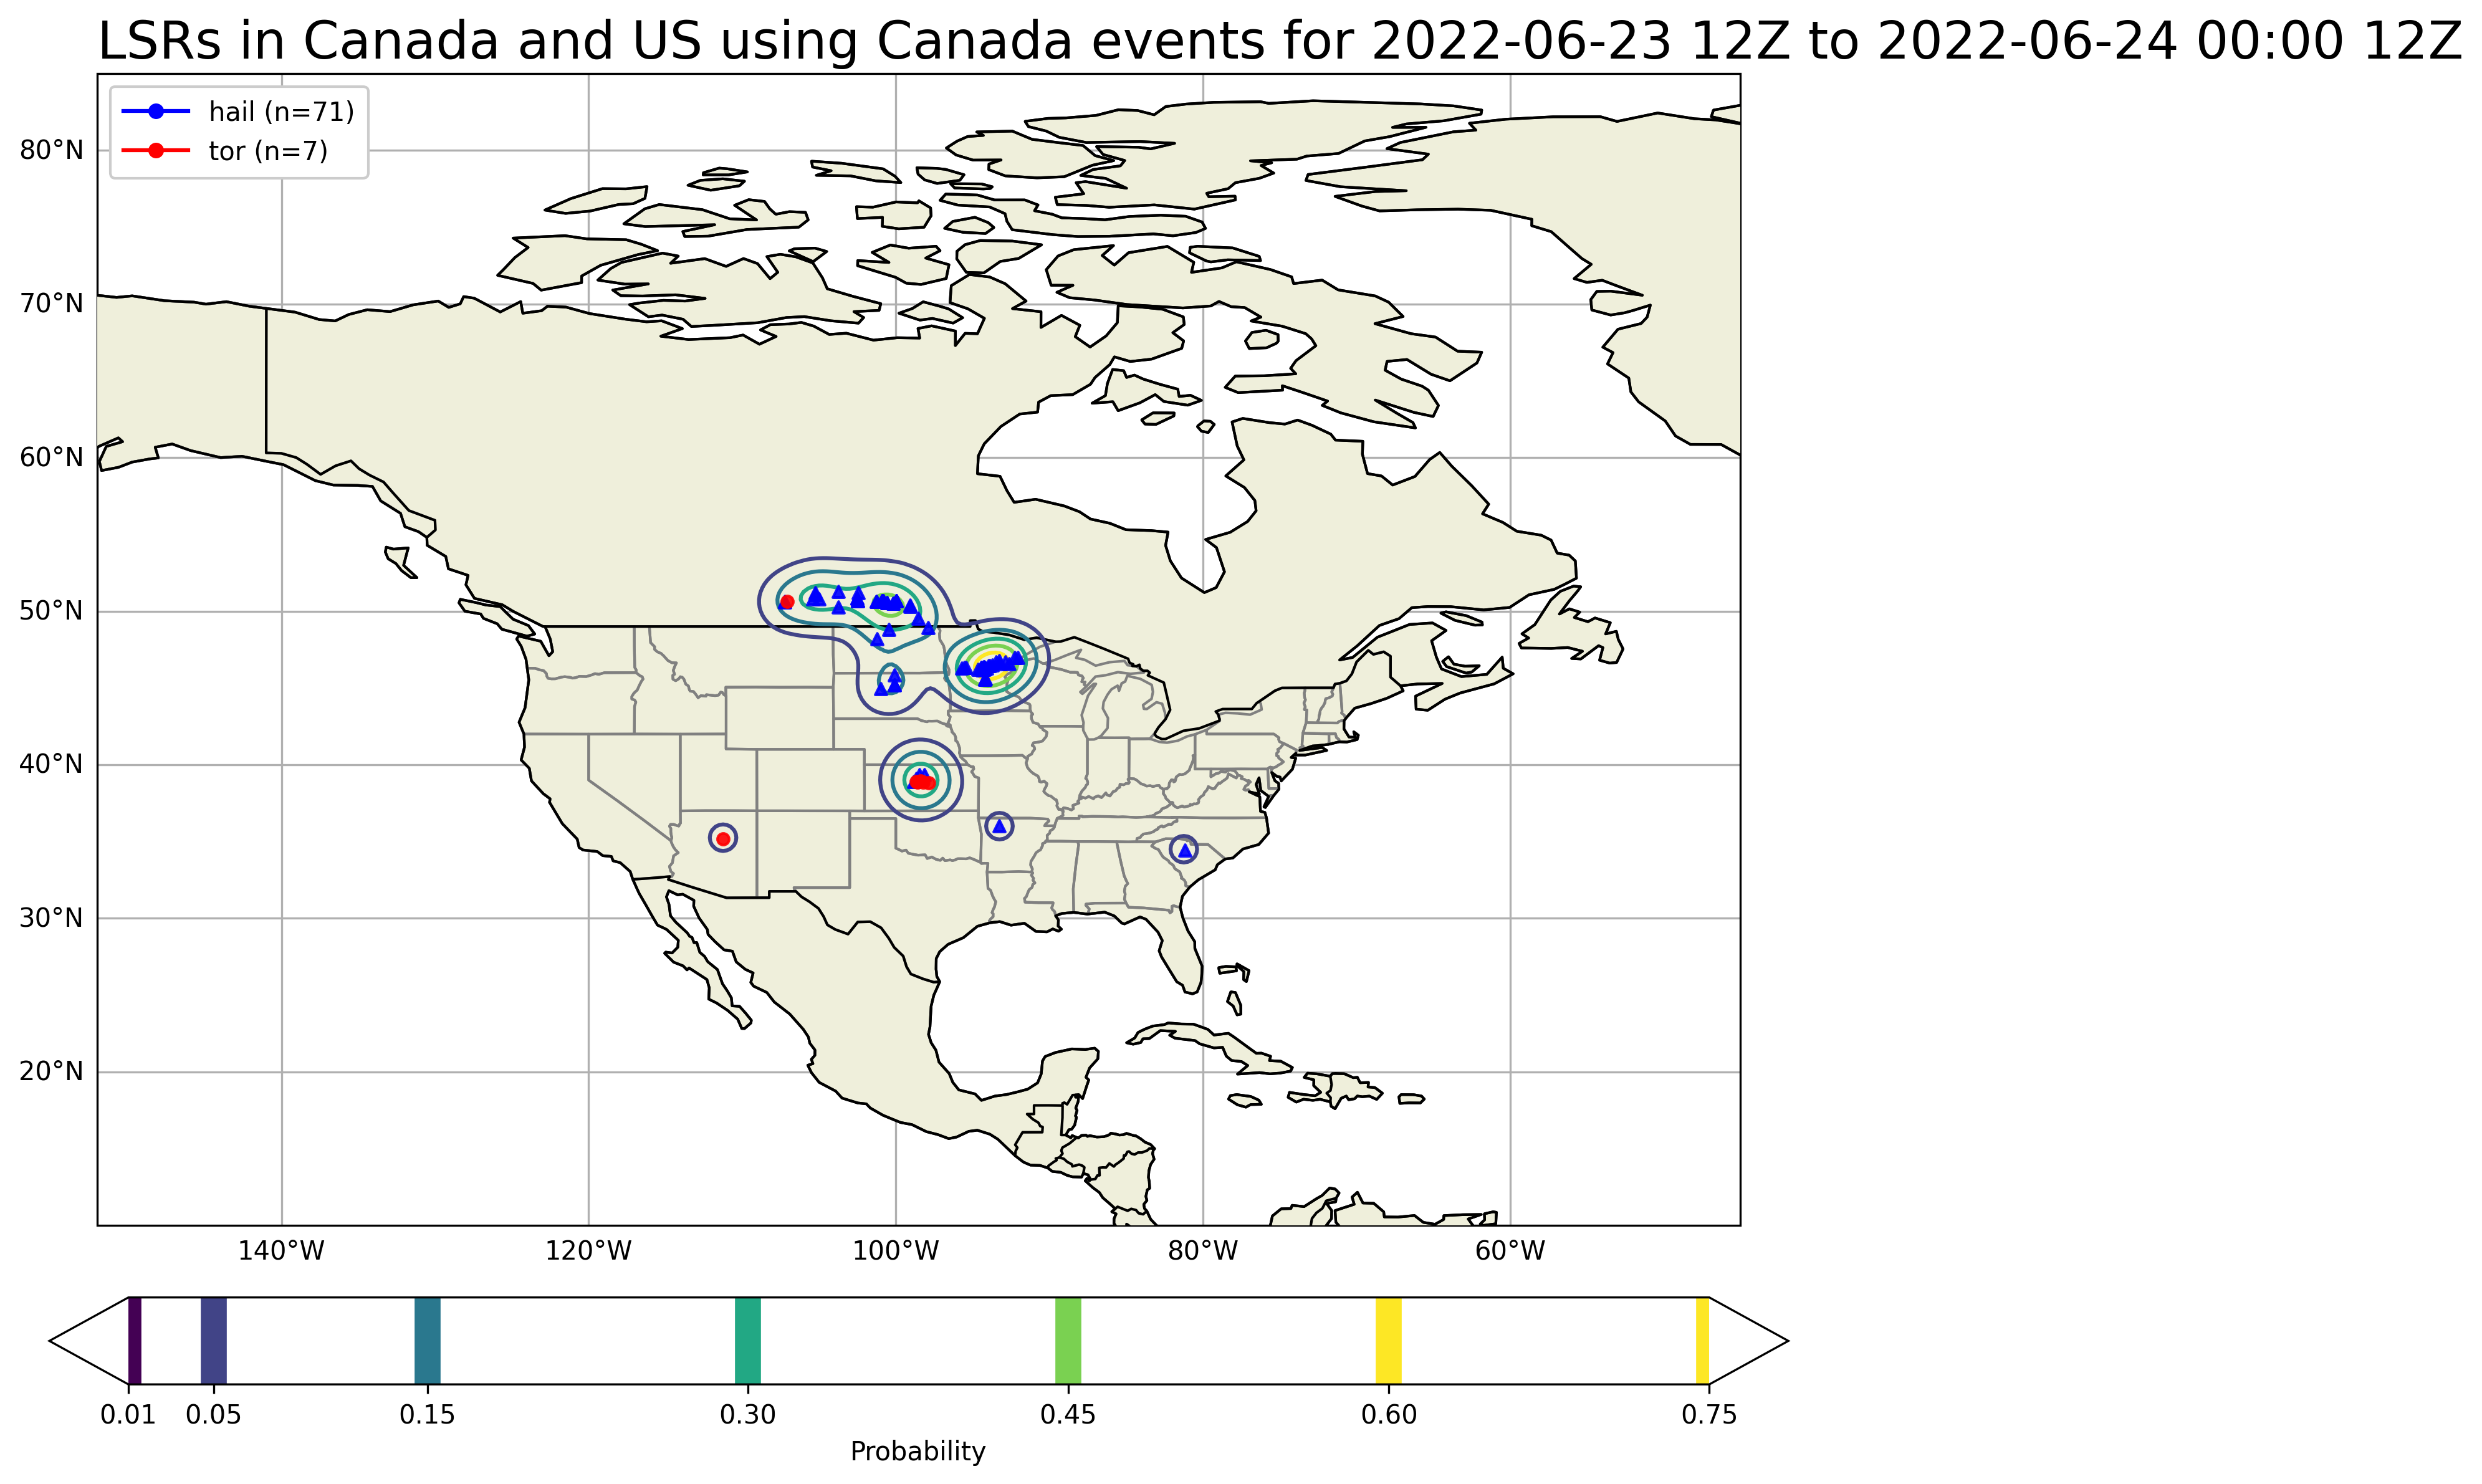 LSRs in Canada and US using Canada events for 2022-06-23 12Z to 2022-06-24 00:00 12Z
hail (n=71)
tor (n=7)
80°N
70°N
60°N
50°N
40°N
30°N
20°N
140°W 120°W 100°W 80°W 60°W
0.01 0.05 0.15 0.30 0.45 0.60 0.75
Probability